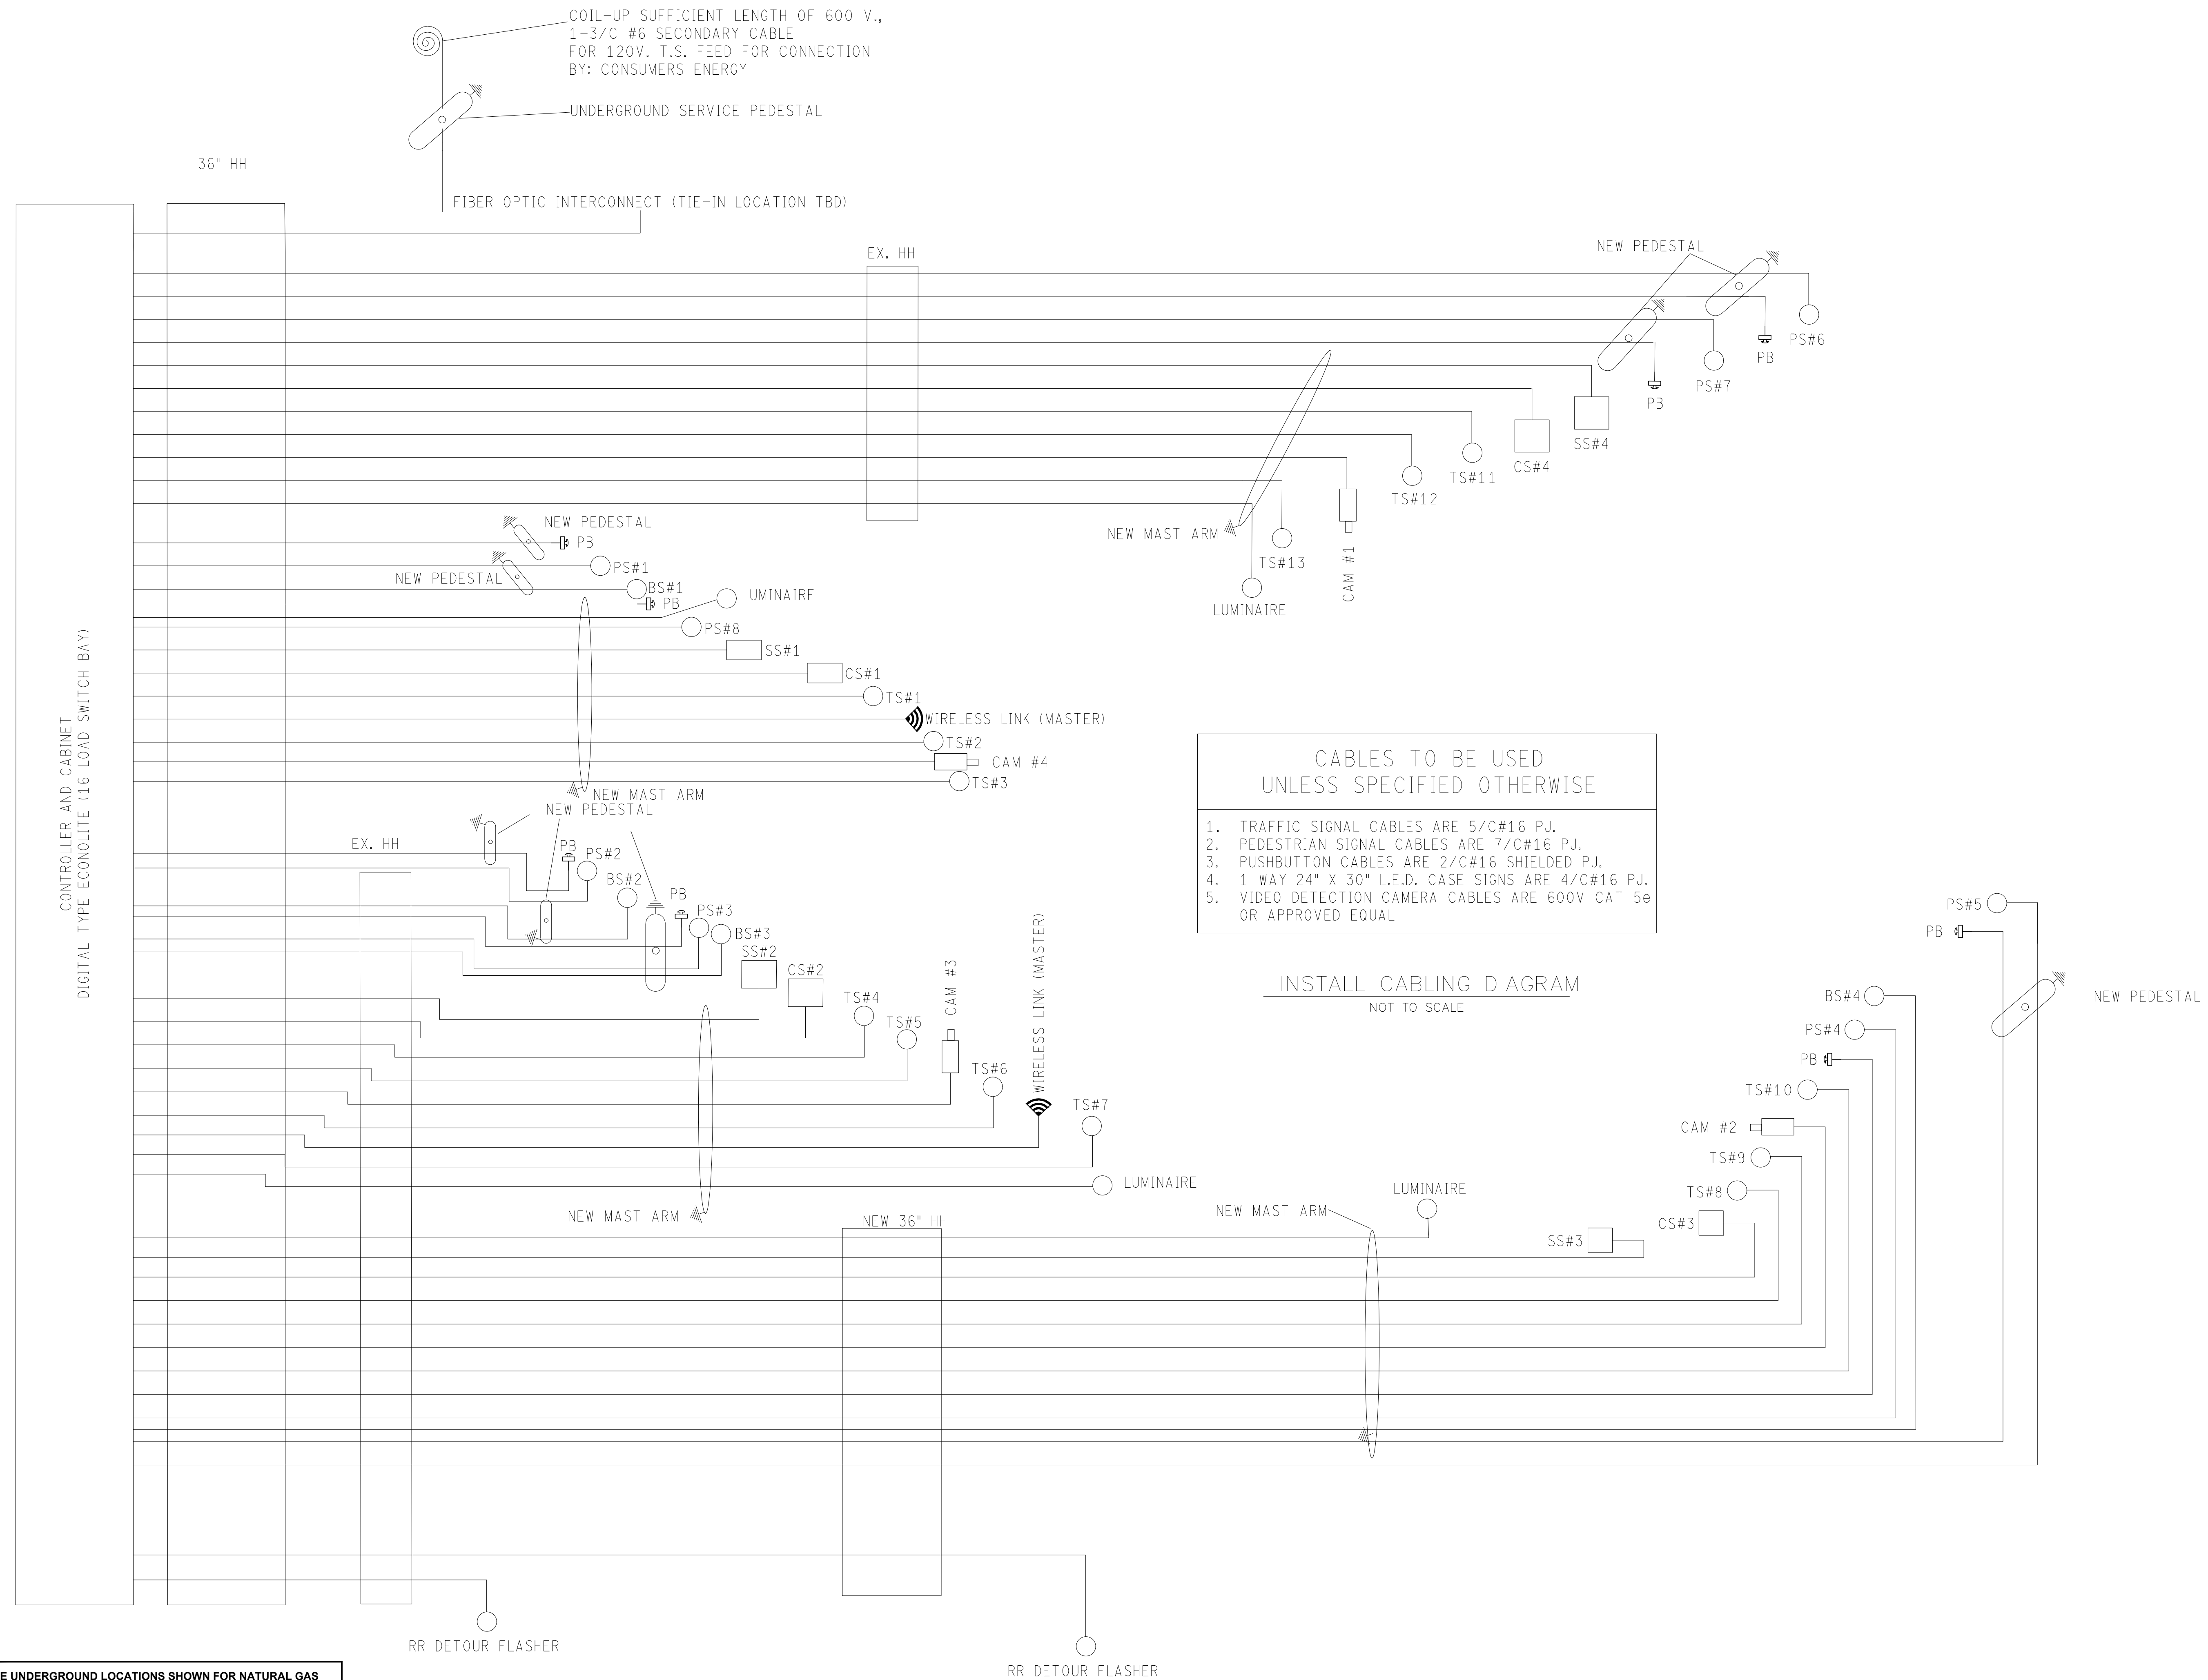 COIL-UP SUFFICIENT LENGTH OF 600 V.,
1-3/C #6 SECONDARY CABLE
FOR 120V. T.S. FEED FOR CONNECTION
BY: CONSUMERS ENERGY
UNDERGROUND SERVICE PEDESTAL
36" HH
FIBER OPTIC INTERCONNECT (TIE-IN LOCATION TBD)
EX. HH
NEW PEDESTAL
PS#6
PB
PS#7
PB
SS#4
CS#4
TS#11
TS#12
CAM #1
TS#13
NEW MAST ARM
LUMINAIRE
NEW PEDESTAL
PB
PS#1
NEW PEDESTAL
BS#1
PB
LUMINAIRE
PS#8
SS#1
CS#1
TS#1
WIRELESS LINK (MASTER)
TS#2
CAM #4
TS#3
NEW MAST ARM
NEW PEDESTAL
CONTROLLER AND CABINET
DIGITAL TYPE ECONOLITE (16 LOAD SWITCH BAY)
EX. HH
PB
PS#2
BS#2
PB
PS#3
BS#3
SS#2
CS#2
TS#4
TS#5
CAM #3
TS#6
WIRELESS LINK (MASTER)
TS#7
LUMINAIRE
NEW MAST ARM
CABLES TO BE USED
UNLESS SPECIFIED OTHERWISE
1. TRAFFIC SIGNAL CABLES ARE 5/C#16 PJ.
2. PEDESTRIAN SIGNAL CABLES ARE 7/C#16 PJ.
3. PUSHBUTTON CABLES ARE 2/C#16 SHIELDED PJ.
4. 1 WAY 24" X 30" L.E.D. CASE SIGNS ARE 4/C#16 PJ.
5. VIDEO DETECTION CAMERA CABLES ARE 600V CAT 5e
OR APPROVED EQUAL
INSTALL CABLING DIAGRAM
NOT TO SCALE
PS#5
PB
NEW PEDESTAL
BS#4
PS#4
PB
TS#10
CAM #2
TS#9
TS#8
CS#3
SS#3
LUMINAIRE
NEW MAST ARM
NEW 36" HH
RR DETOUR FLASHER
RR DETOUR FLASHER
E UNDERGROUND LOCATIONS SHOWN FOR NATURAL GAS